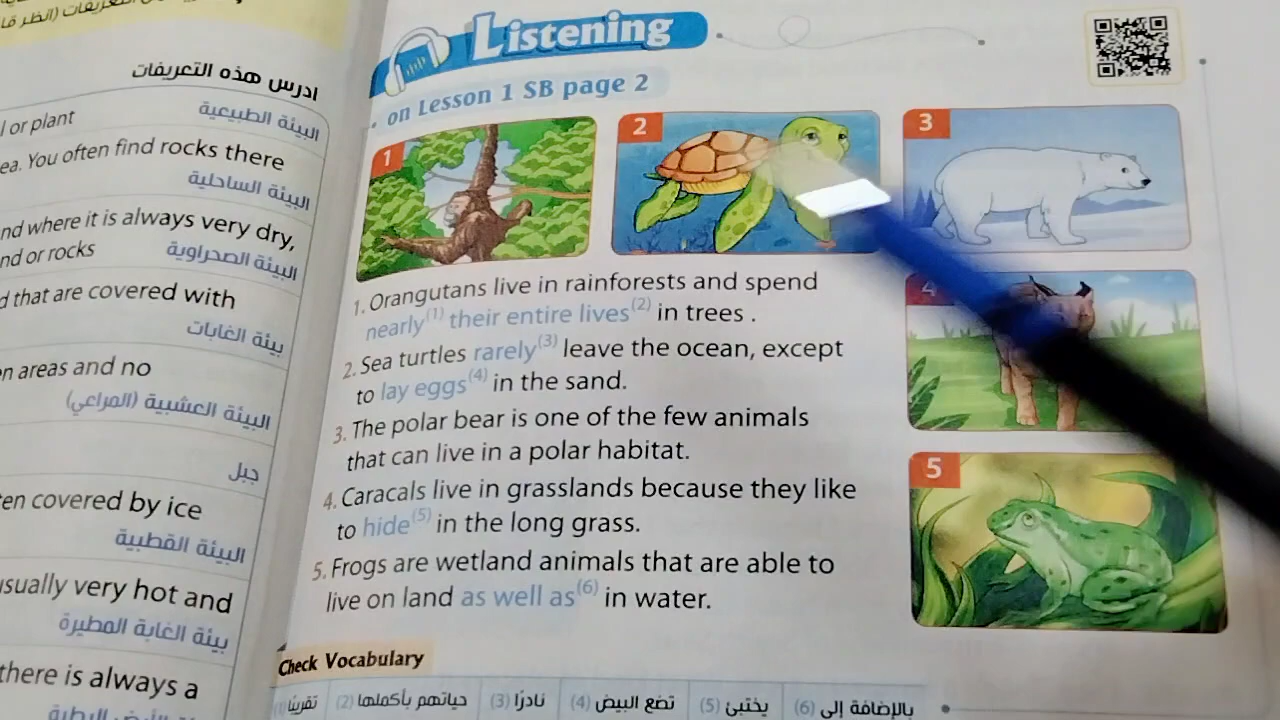 ادرس هذه التعريفات
البيئة الطبيعية
l or plant
ea. You often find rocks there
البيئة الساحلية
nd where it is always very dry,
nd or rocks
البيئة الصحراوية
d that are covered with
بيئة الغابات
n areas and no
البيئة العشبية (المراعي)
جبل
ten covered by ice
البيئة القطبية
usually very hot and
بيئة الغابة المطيرة
there is always a
Listening
on Lesson 1 SB page 2
1
2
3
4
5
1. Orangutans live in rainforests and spend
nearly(1) their entire lives(2) in trees .
2. Sea turtles rarely(3) leave the ocean, except
to lay eggs(4) in the sand.
3. The polar bear is one of the few animals
that can live in a polar habitat.
4. Caracals live in grasslands because they like
to hide(5) in the long grass.
5. Frogs are wetland animals that are able to
live on land as well as(6) in water.
Check Vocabulary
(1) تقريبًا (2) حياتهم بأكملها (3) نادرًا (4) تضع البيض (5) يختبئ (6) بالإضافة إلى